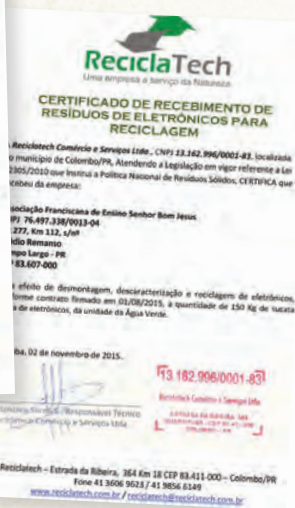 ReciclaTech
Uma empresa a serviço da Natureza
CERTIFICADO DE RECEBIMENTO DE
RESÍDUOS DE ELETRÔNICOS PARA
RECICLAGEM
Reciclatech Comércio e Serviços Ltda., CNPJ 13.162.996/0001-83, localizada
o município de Colombo/PR, Atendendo a Legislação em vigor referente a Lei
2305/2010 que Institui a Política Nacional de Resíduos Sólidos, CERTIFICA que
cebeu da empresa:
sociação Franciscana de Ensino Senhor Bom Jesus
PJ 76.497.338/0013-04
277, Km 112, s/nº
dio Remanso
mpo Largo - PR
83.607-000
efeito de desmontagem, descaracterização e reciclagem de eletrônicos,
forme contrato firmado em 01/08/2015, a quantidade de 150 Kg de sucata
a de eletrônicos, da unidade da Água Verde.
ba, 02 de novembro de 2015.
13 162.996/0001-83
Reciclatech Comércio e Serviços Ltda
Responsável Técnico
Comércio e Serviços Ltda
Reciclatech – Estrada da Ribeira, 364 Km 18 CEP 83.411-000 – Colombo/PR
Fone 41 3606 9623 / 41 9856 6149
www.reciclatech.com.br / reciclatech@reciclatech.com.br